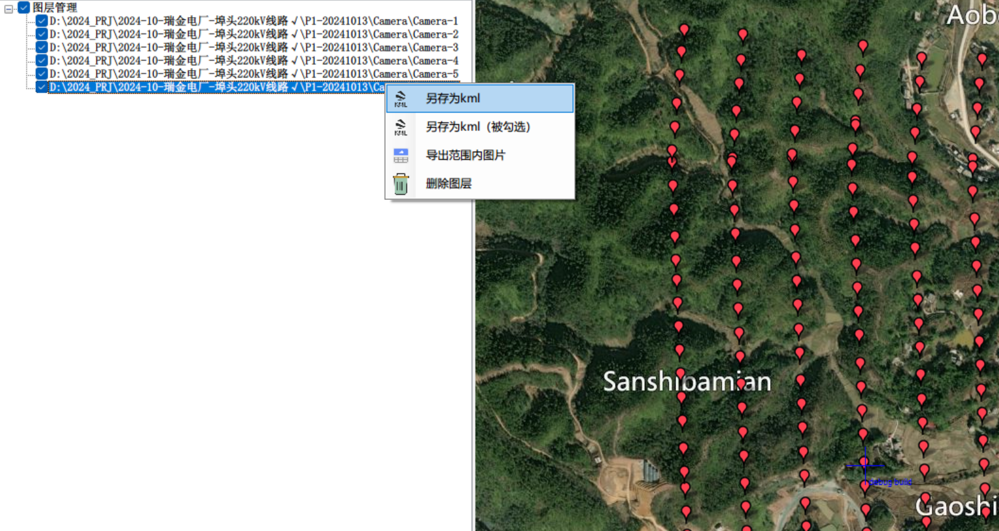 图层管理
D:\2024_PRJ\2024-10-瑞金电厂-埠头220kV线路√\P1-20241013\Camera\Camera-1
D:\2024_PRJ\2024-10-瑞金电厂-埠头220kV线路√\P1-20241013\Camera\Camera-2
D:\2024_PRJ\2024-10-瑞金电厂-埠头220kV线路√\P1-20241013\Camera\Camera-3
D:\2024_PRJ\2024-10-瑞金电厂-埠头220kV线路√\P1-20241013\Camera\Camera-4
D:\2024_PRJ\2024-10-瑞金电厂-埠头220kV线路√\P1-20241013\Camera\Camera-5
D:\2024_PRJ\2024-10-瑞金电厂-埠头220kV线路√\P1-20241013\Ca
KML 另存为kml
KML 另存为kml（被勾选）
导出范围内图片
删除图层
Aob
Sanshibamian
debug build
Gaoshi